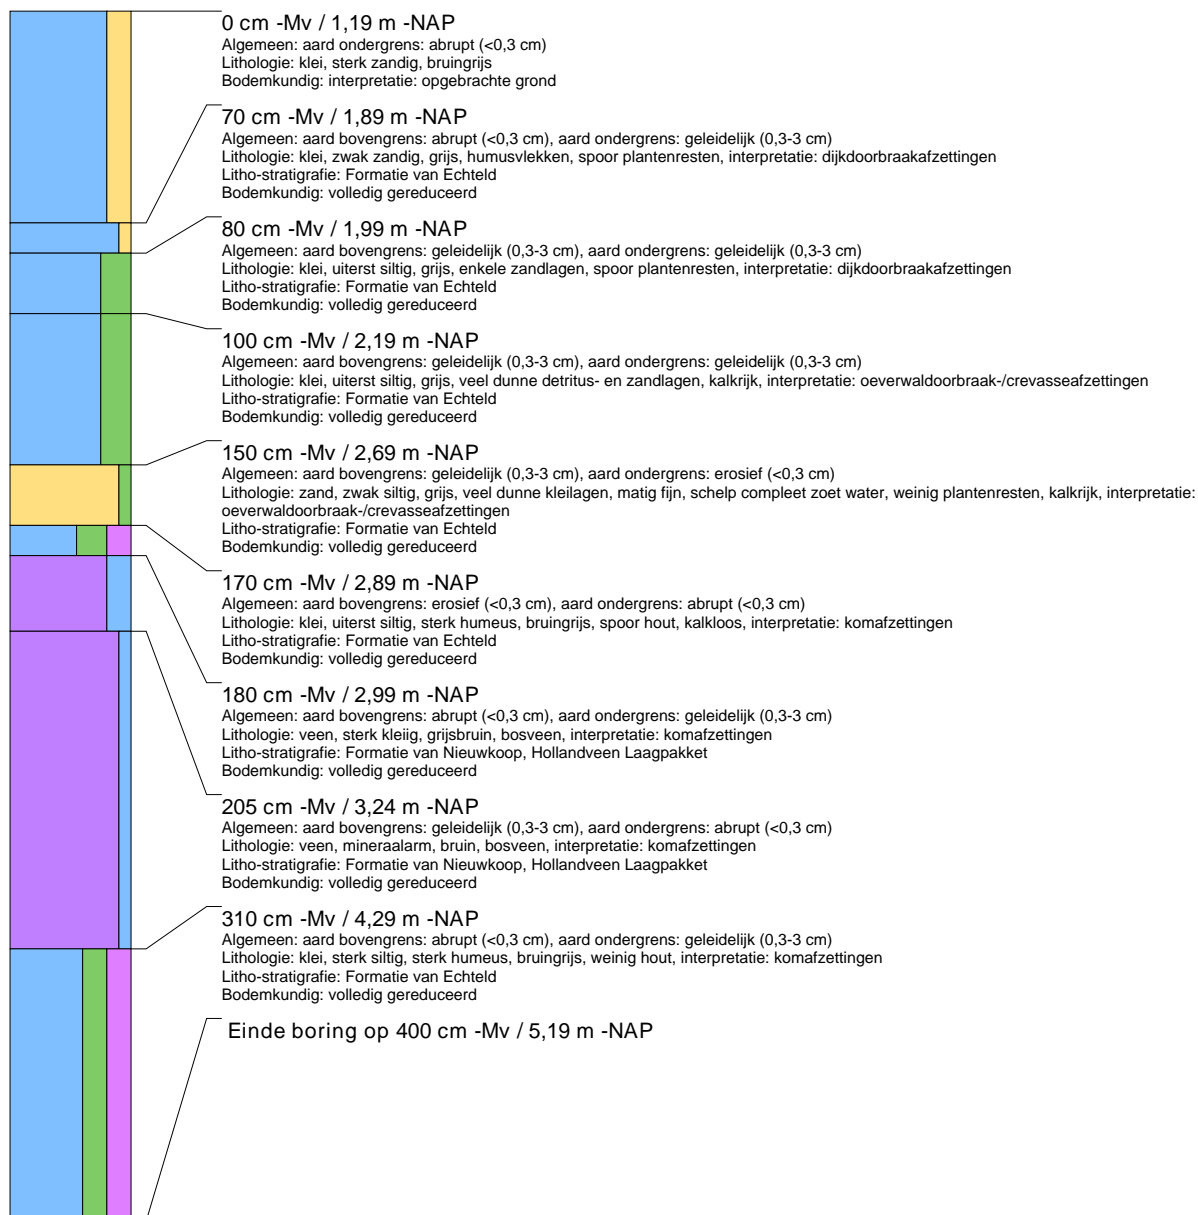 0 cm -Mv / 1,19 m -NAP
Algemeen: aard ondergrens: abrupt (<0,3 cm)
Lithologie: klei, sterk zandig, bruingrijs
Bodemkundig: interpretatie: opgebrachte grond
70 cm -Mv / 1,89 m -NAP
Algemeen: aard bovengrens: abrupt (<0,3 cm), aard ondergrens: geleidelijk (0,3-3 cm)
Lithologie: klei, zwak zandig, grijs, humusvlekken, spoor plantenresten, interpretatie: dijkdoorbraakafzettingen
Litho-stratigrafie: Formatie van Echteld
Bodemkundig: volledig gereduceerd
80 cm -Mv / 1,99 m -NAP
Algemeen: aard bovengrens: geleidelijk (0,3-3 cm), aard ondergrens: geleidelijk (0,3-3 cm)
Lithologie: klei, uiterst siltig, grijs, enkele zandlagen, spoor plantenresten, interpretatie: dijkdoorbraakafzettingen
Litho-stratigrafie: Formatie van Echteld
Bodemkundig: volledig gereduceerd
100 cm -Mv / 2,19 m -NAP
Algemeen: aard bovengrens: geleidelijk (0,3-3 cm), aard ondergrens: geleidelijk (0,3-3 cm)
Lithologie: klei, uiterst siltig, grijs, veel dunne detritus- en zandlagen, kalkrijk, interpretatie: oeverwaldoorbraak-/crevasseafzettingen
Litho-stratigrafie: Formatie van Echteld
Bodemkundig: volledig gereduceerd
150 cm -Mv / 2,69 m -NAP
Algemeen: aard bovengrens: geleidelijk (0,3-3 cm), aard ondergrens: erosief (<0,3 cm)
Lithologie: zand, zwak siltig, grijs, veel dunne kleilagen, matig fijn, schelp compleet zoet water, weinig plantenresten, kalkrijk, interpretatie:
oeverwaldoorbraak-/crevasseafzettingen
Litho-stratigrafie: Formatie van Echteld
Bodemkundig: volledig gereduceerd
170 cm -Mv / 2,89 m -NAP
Algemeen: aard bovengrens: erosief (<0,3 cm), aard ondergrens: abrupt (<0,3 cm)
Lithologie: klei, uiterst siltig, sterk humeus, bruingrijs, spoor hout, kalkloos, interpretatie: komafzettingen
Litho-stratigrafie: Formatie van Echteld
Bodemkundig: volledig gereduceerd
180 cm -Mv / 2,99 m -NAP
Algemeen: aard bovengrens: abrupt (<0,3 cm), aard ondergrens: geleidelijk (0,3-3 cm)
Lithologie: veen, sterk kleiig, grijsbruin, bosveen, interpretatie: komafzettingen
Litho-stratigrafie: Formatie van Nieuwkoop, Hollandveen Laagpakket
Bodemkundig: volledig gereduceerd
205 cm -Mv / 3,24 m -NAP
Algemeen: aard bovengrens: geleidelijk (0,3-3 cm), aard ondergrens: abrupt (<0,3 cm)
Lithologie: veen, mineraalarm, bruin, bosveen, interpretatie: komafzettingen
Litho-stratigrafie: Formatie van Nieuwkoop, Hollandveen Laagpakket
Bodemkundig: volledig gereduceerd
310 cm -Mv / 4,29 m -NAP
Algemeen: aard bovengrens: abrupt (<0,3 cm), aard ondergrens: geleidelijk (0,3-3 cm)
Lithologie: klei, sterk siltig, sterk humeus, bruingrijs, weinig hout, interpretatie: komafzettingen
Litho-stratigrafie: Formatie van Echteld
Bodemkundig: volledig gereduceerd
Einde boring op 400 cm -Mv / 5,19 m -NAP